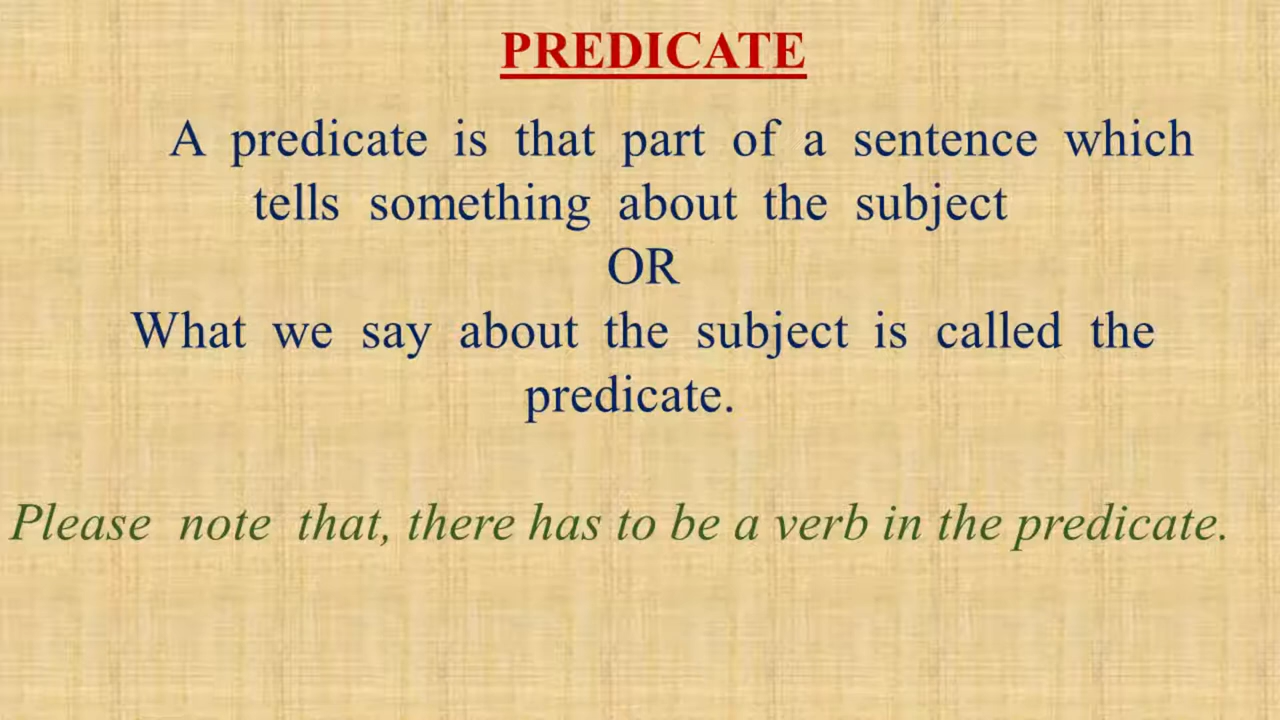 PREDICATE
A predicate is that part of a sentence which
tells something about the subject
OR
What we say about the subject is called the
predicate.
Please note that, there has to be a verb in the predicate.